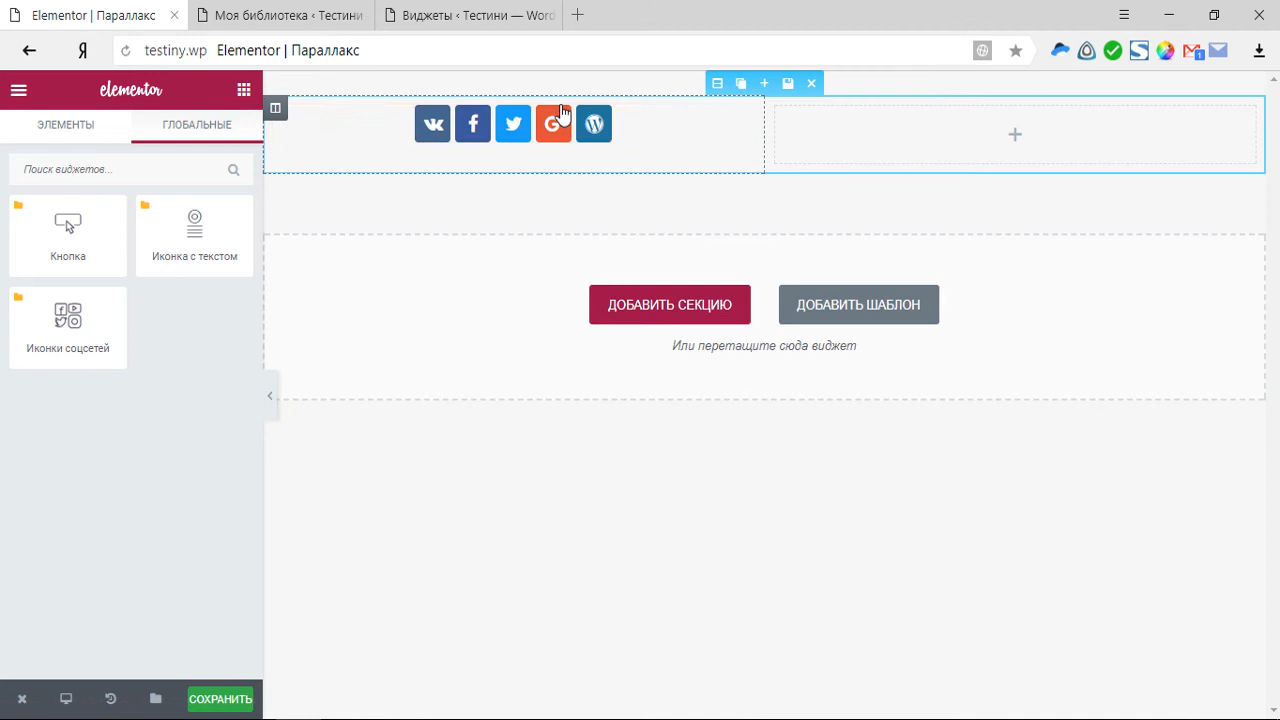 Elementor | Параллакс
Моя библиотека ‹ Тестини
Виджеты ‹ Тестини — Word
Я
testiny.wp Elementor | Параллакс
1
elementor
ЭЛЕМЕНТЫ
ГЛОБАЛЬНЫЕ
Поиск виджетов...
Кнопка
Иконка с текстом
Иконки соцсетей
ДОБАВИТЬ СЕКЦИЮ
ДОБАВИТЬ ШАБЛОН
Или перетащите сюда виджет
СОХРАНИТЬ